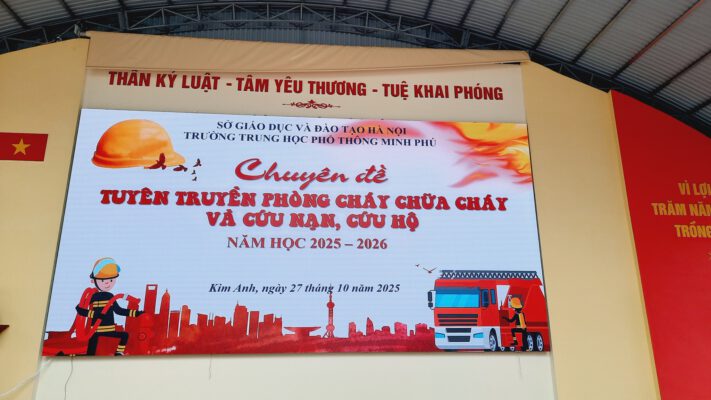 THÂN KỶ LUẬT - TÂM YÊU THƯƠNG - TUỆ KHAI PHÓNG
SỞ GIÁO DỤC VÀ ĐÀO TẠO HÀ NỘI
TRƯỜNG TRUNG HỌC PHỔ THÔNG MINH PHÚ
Chuyên đề
TUYÊN TRUYỀN PHÒNG CHÁY CHỮA CHÁY
VÀ CỨU NẠN, CỨU HỘ
NĂM HỌC 2025 – 2026
Kim Anh, ngày 27 tháng 10 năm 2025
VÌ LỢI
TRĂM NĂM
TRỒNG